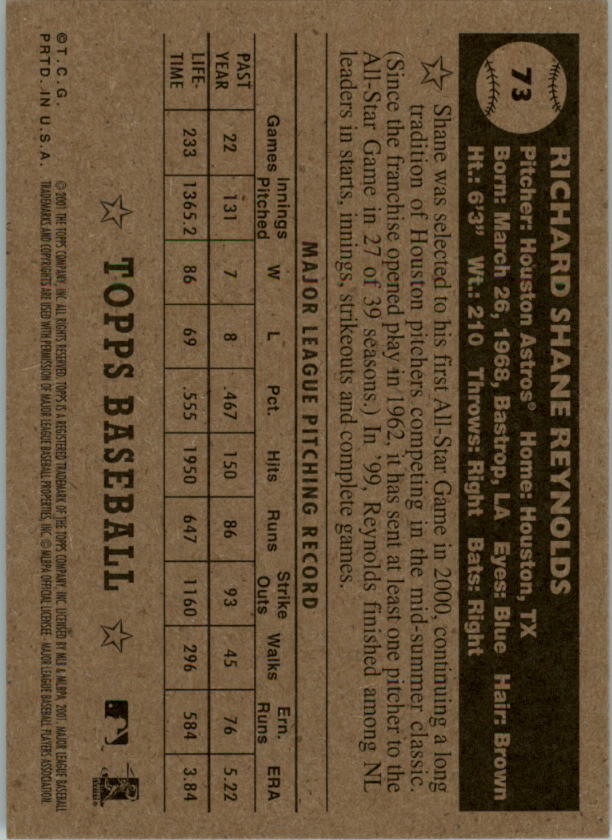 73
RICHARD SHANE REYNOLDS
Pitcher: Houston Astros® Home: Houston, TX
Born: March 26, 1968, Bastrop, LA Eyes: Blue Hair: Brown
Ht.: 6'3" Wt.: 210 Throws: Right Bats: Right
Shane was selected to his first All-Star Game in 2000, continuing a long
tradition of Houston pitchers competing in the mid-summer classic.
(Since the franchise opened play in 1962, it has sent at least one pitcher to the
All-Star Game in 27 of 39 seasons.) In '99, Reynolds finished among NL
leaders in starts, innings, strikeouts and complete games.
MAJOR LEAGUE PITCHING RECORD
Games Innings Pitched W L Pct. Hits Runs Strike Outs Walks Ern. Runs ERA
PAST YEAR 22 131 7 8 .467 150 86 93 45 76 5.22
LIFE-TIME 233 1365.2 86 69 .555 1950 647 1160 296 584 3.84
TOPPS BASEBALL
©T.C.G.
PRTD. IN U.S.A.
© 2001 THE TOPPS COMPANY, INC. ALL RIGHTS RESERVED. TOPPS IS A REGISTERED TRADEMARK OF THE TOPPS COMPANY, INC. LICENSED BY MLB & MLBPA, 2001. MAJOR LEAGUE BASEBALL
TRADEMARKS AND COPYRIGHTS ARE USED WITH PERMISSION OF MAJOR LEAGUE BASEBALL PROPERTIES, INC. © MLBPA OFFICIAL LICENSEE - MAJOR LEAGUE BASEBALL PLAYERS ASSOCIATION.